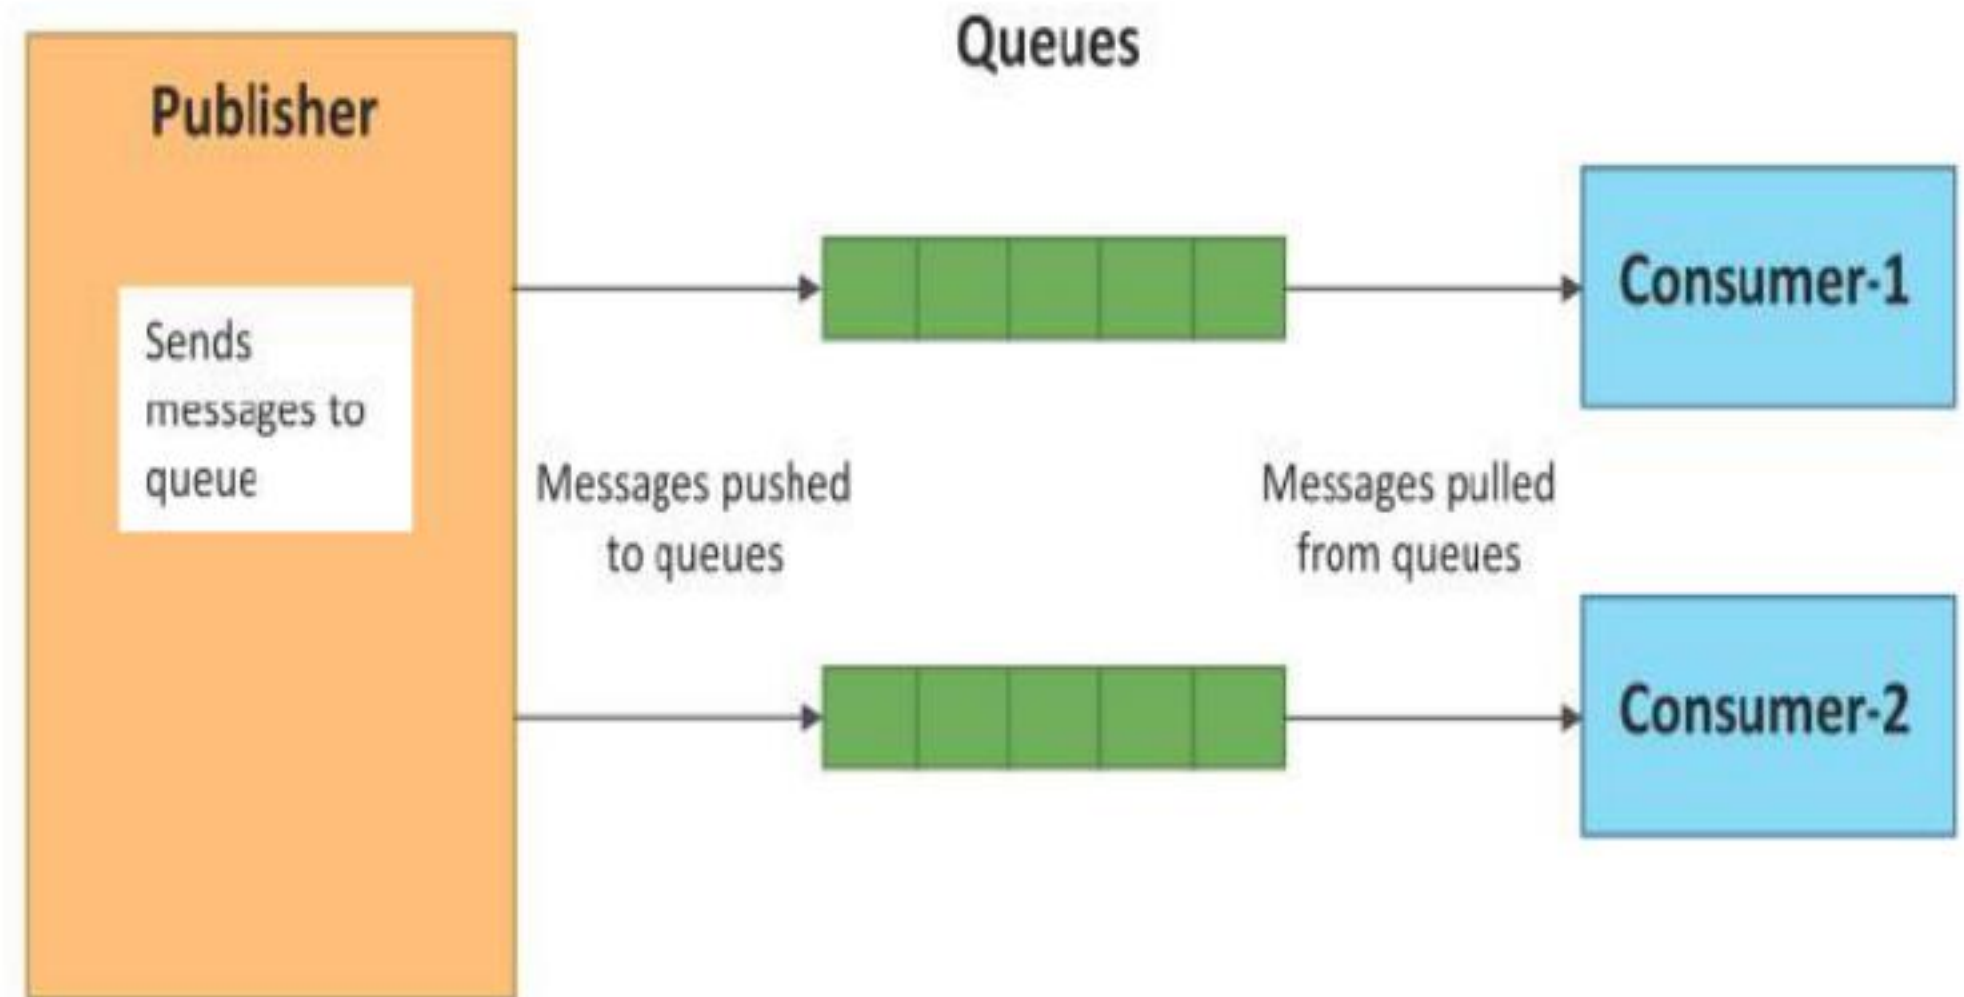 Queues
Publisher
Sends
messages to
queue
Messages pushed
to queues
Messages pulled
from queues
Consumer-1
Consumer-2